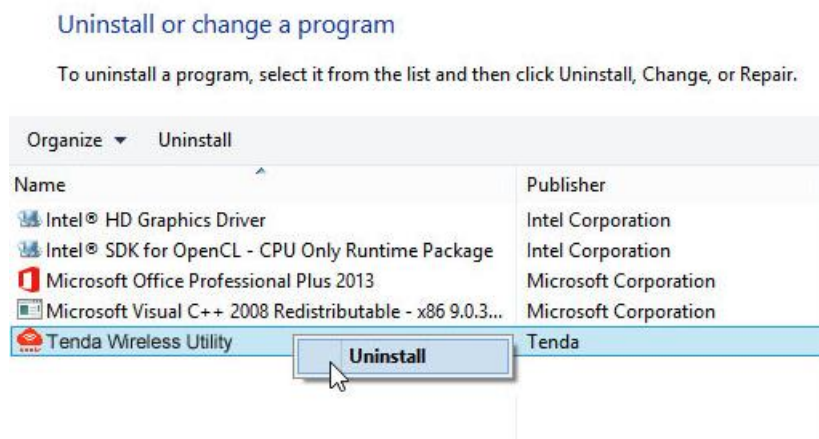 Uninstall or change a program
To uninstall a program, select it from the list and then click Uninstall, Change, or Repair.
Organize Uninstall
Name Publisher
Intel® HD Graphics Driver Intel Corporation
Intel® SDK for OpenCL - CPU Only Runtime Package Intel Corporation
Microsoft Office Professional Plus 2013 Microsoft Corporation
Microsoft Visual C++ 2008 Redistributable - x86 9.0.3... Microsoft Corporation
Tenda Wireless Utility Tenda
Uninstall